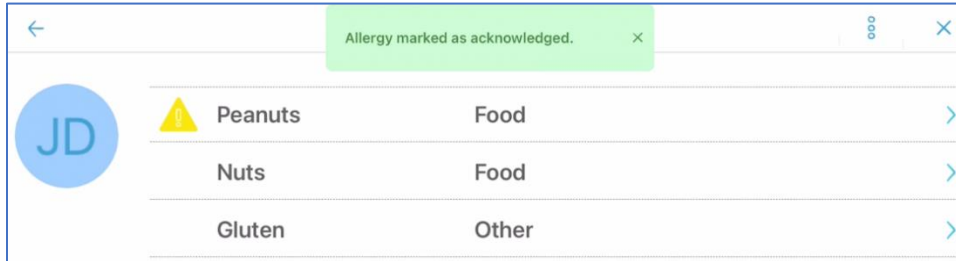 Allergy marked as acknowledged.
JD
Peanuts Food
Nuts Food
Gluten Other